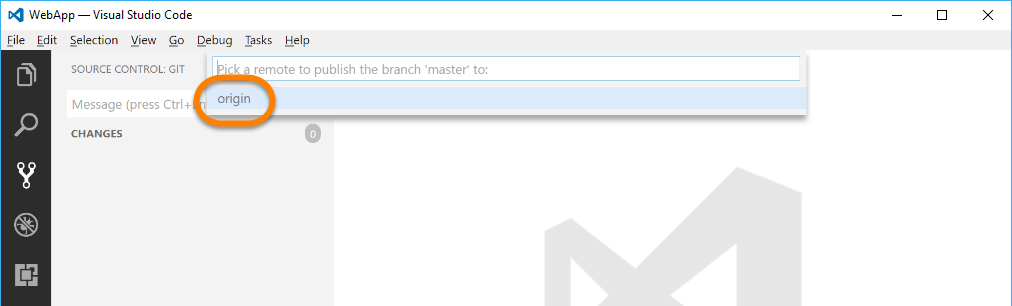 WebApp — Visual Studio Code
File Edit Selection View Go Debug Tasks Help
SOURCE CONTROL: GIT
Pick a remote to publish the branch 'master' to:
origin
Message (press Ctrl+En
CHANGES 0